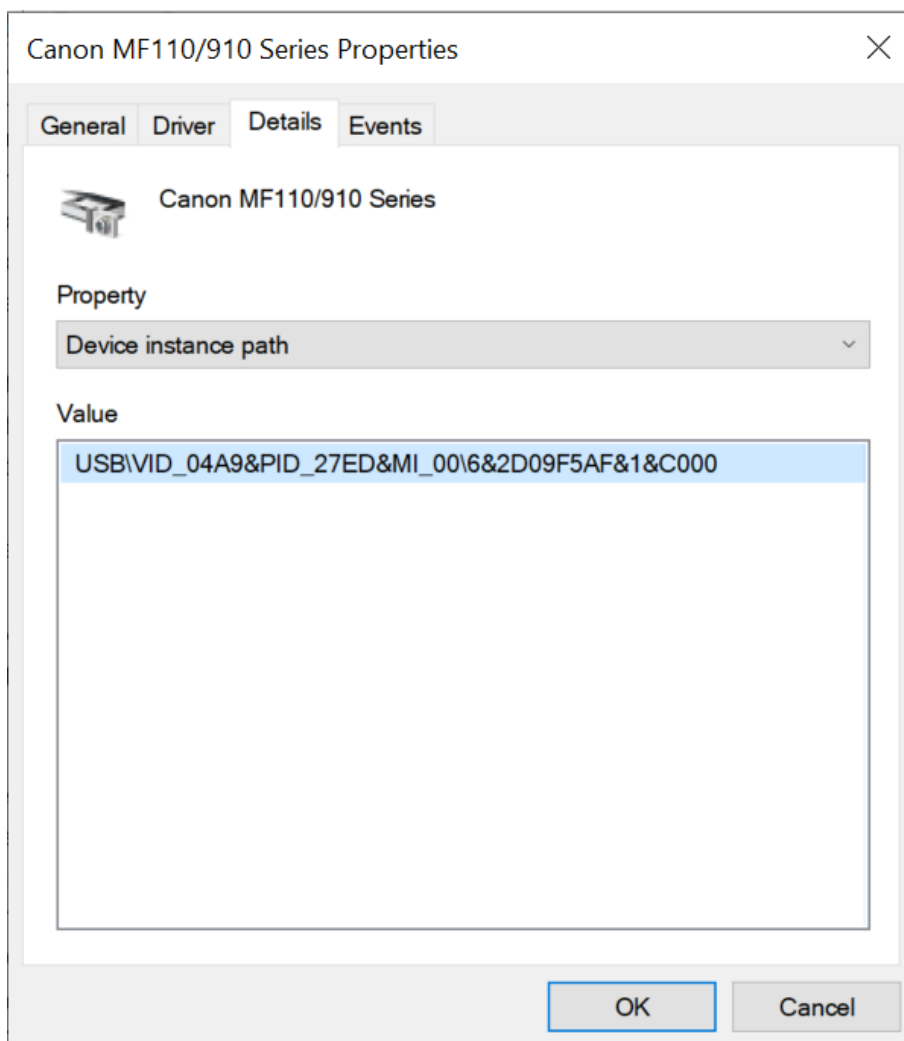 Canon MF110/910 Series Properties
General Driver Details Events
Canon MF110/910 Series
Property
Device instance path
Value
USB\VID_04A9&PID_27ED&MI_00\6&2D09F5AF&1&C000
OK Cancel